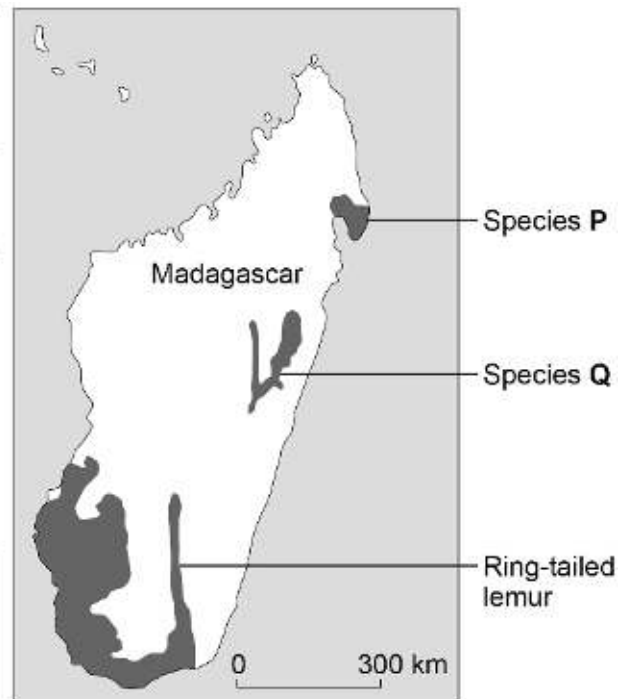 Species P
Madagascar
Species Q
Ring-tailed
lemur
0 300 km